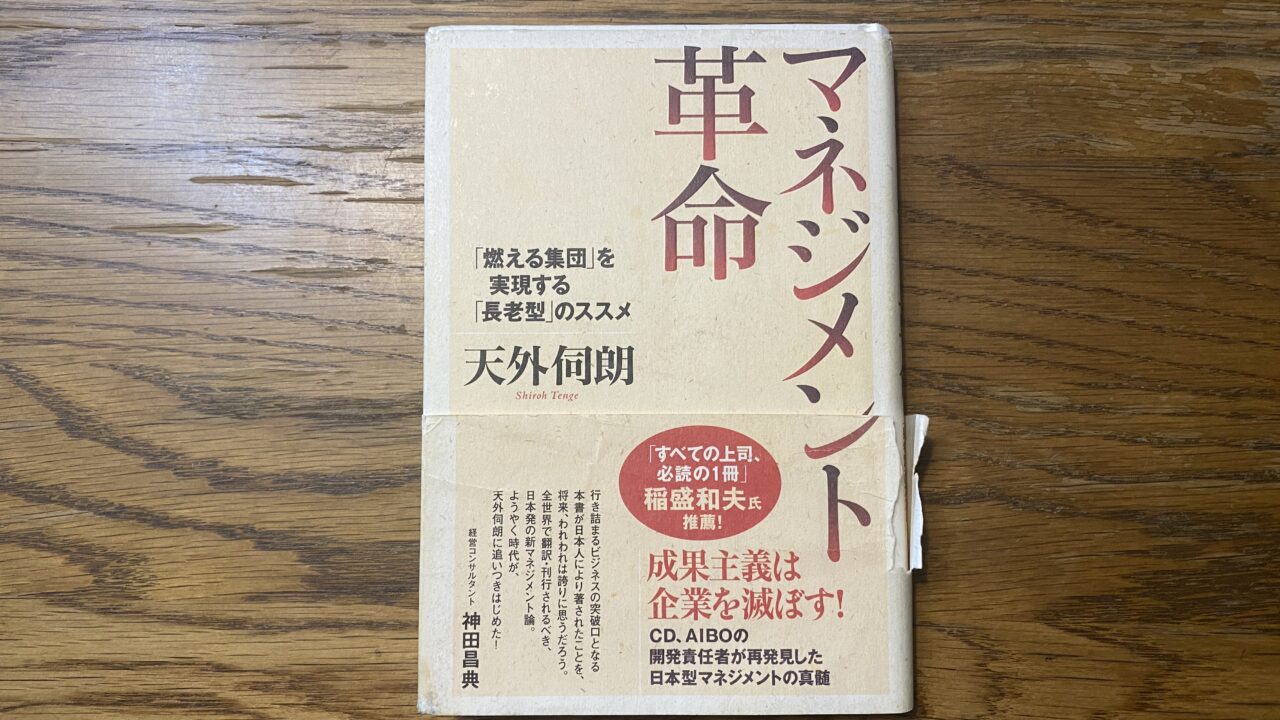 マネジメント
革命
「燃える集団」を
実現する
「長老型」のススメ
天外伺朗
Shiroh Tenge
「すべての上司、
必読の1冊」
稲盛和夫氏
推薦!
成果主義は
企業を滅ぼす!
CD、AIBOの
開発責任者が再発見した
日本型マネジメントの真髄
行き詰まるビジネスの突破口となる
本書が日本人により著されたことを、
将来、われわれは誇りに思うだろう。
全世界で翻訳・刊行されるべき、
日本発の新マネジメント論。
ようやく時代が、
天外伺朗に追いつきはじめた!
経営コンサルタント 神田昌典